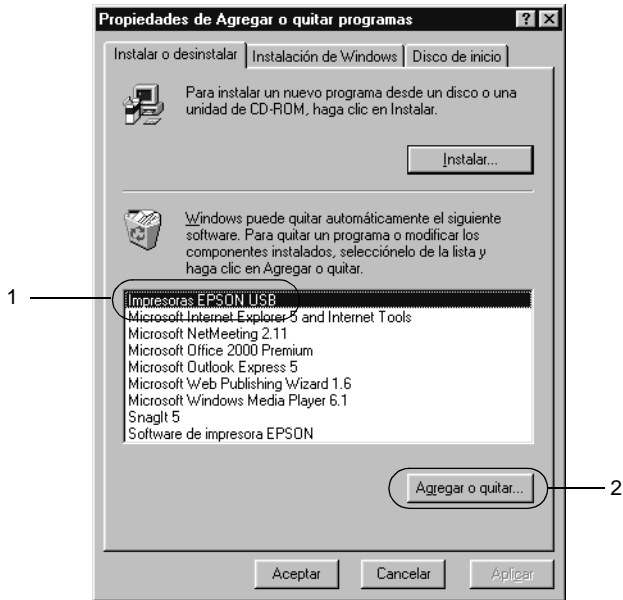 Propiedades de Agregar o quitar programas
Instalar o desinstalar
Instalación de Windows
Disco de inicio
Para instalar un nuevo programa desde un disco o una
unidad de CD-ROM, haga clic en Instalar.
Instalar...
Windows puede quitar automáticamente el siguiente
software. Para quitar un programa o modificar los
componentes instalados, selecciónelo de la lista y
haga clic en Agregar o quitar.
1
Impresoras EPSON USB
Microsoft Internet Explorer 5 and Internet Tools
Microsoft NetMeeting 2.11
Microsoft Office 2000 Premium
Microsoft Outlook Express 5
Microsoft Web Publishing Wizard 1.6
Microsoft Windows Media Player 6.1
SnagIt 5
Software de impresora EPSON
Agregar o quitar...
2
Aceptar
Cancelar
Aplicar